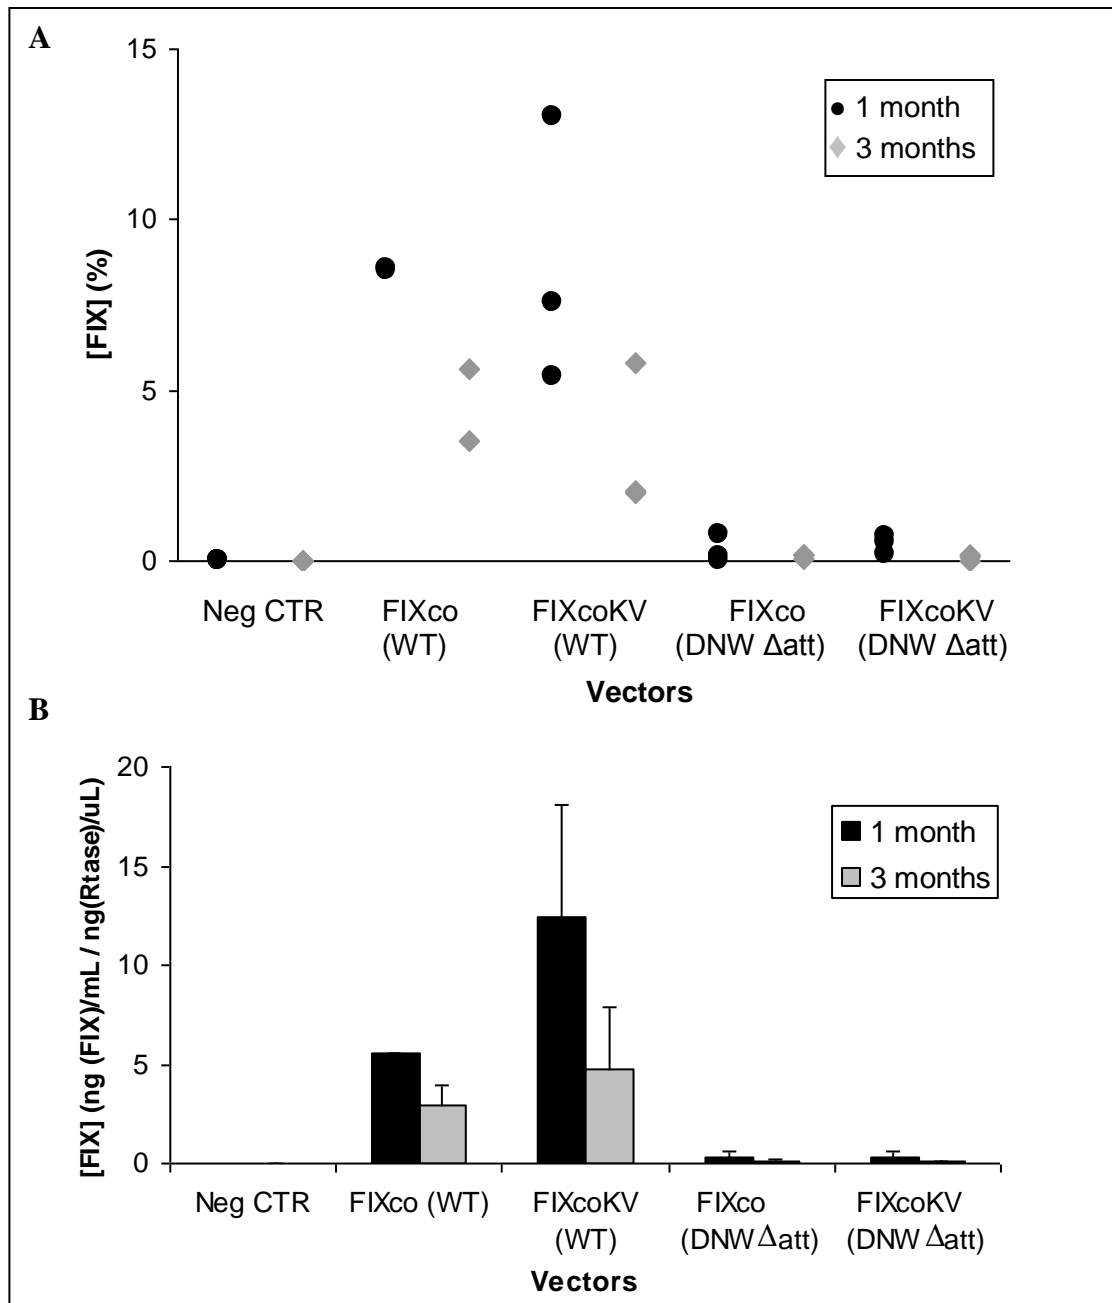 A
15
10
5
0
[FIX] (%)
1 month
3 months
Neg CTR
FIXco
(WT)
FIXcoKV
(WT)
FIXco
(DNW Δatt)
FIXcoKV
(DNW Δatt)
Vectors
B
20
15
10
5
0
[FIX] (ng (FIX)/mL / ng(Rtase)/uL)
1 month
3 months
Neg CTR
FIXco (WT)
FIXcoKV
(WT)
FIXco
(DNW Δatt)
FIXcoKV
(DNW Δatt)
Vectors